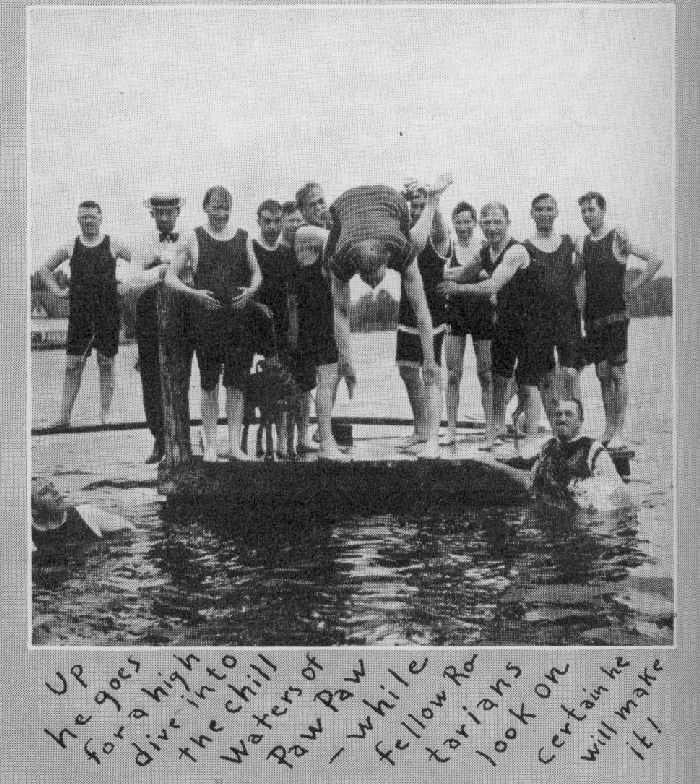 Up
he goes
for a high
dive into
the chill
Waters of
Paw Paw
– while
fellow Ro-
tarians
look on
Certain he
will make
it!